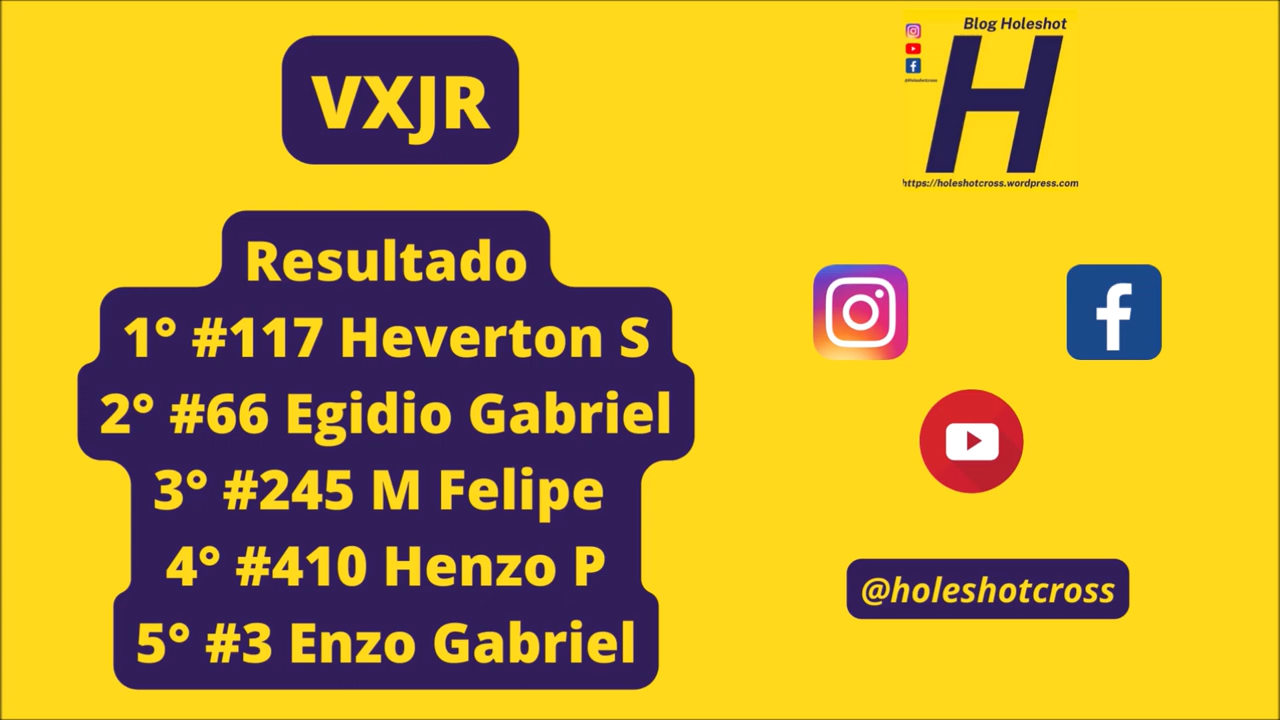 VXJR
Resultado
1° #117 Heverton S
2° #66 Egidio Gabriel
3° #245 M Felipe
4° #410 Henzo P
5° #3 Enzo Gabriel
Blog Holeshot
@Holeshotcross
H
https://holeshotcross.wordpress.com
@holeshotcross